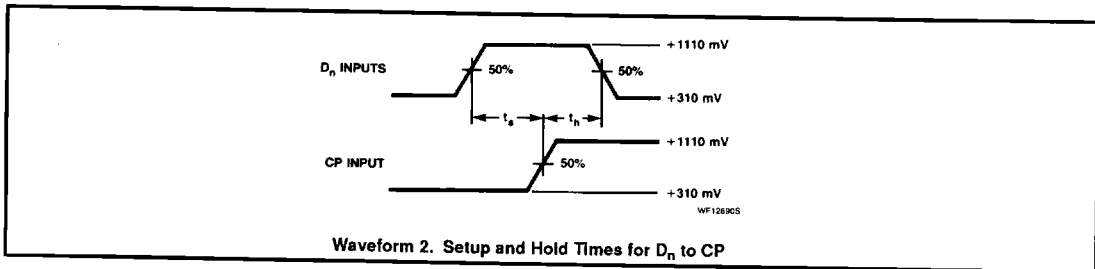 +1110 mV
Dn INPUTS
50%
50%
+310 mV
ts
th
+1110 mV
CP INPUT
50%
+310 mV
WF12690S
Waveform 2. Setup and Hold Times for Dn to CP